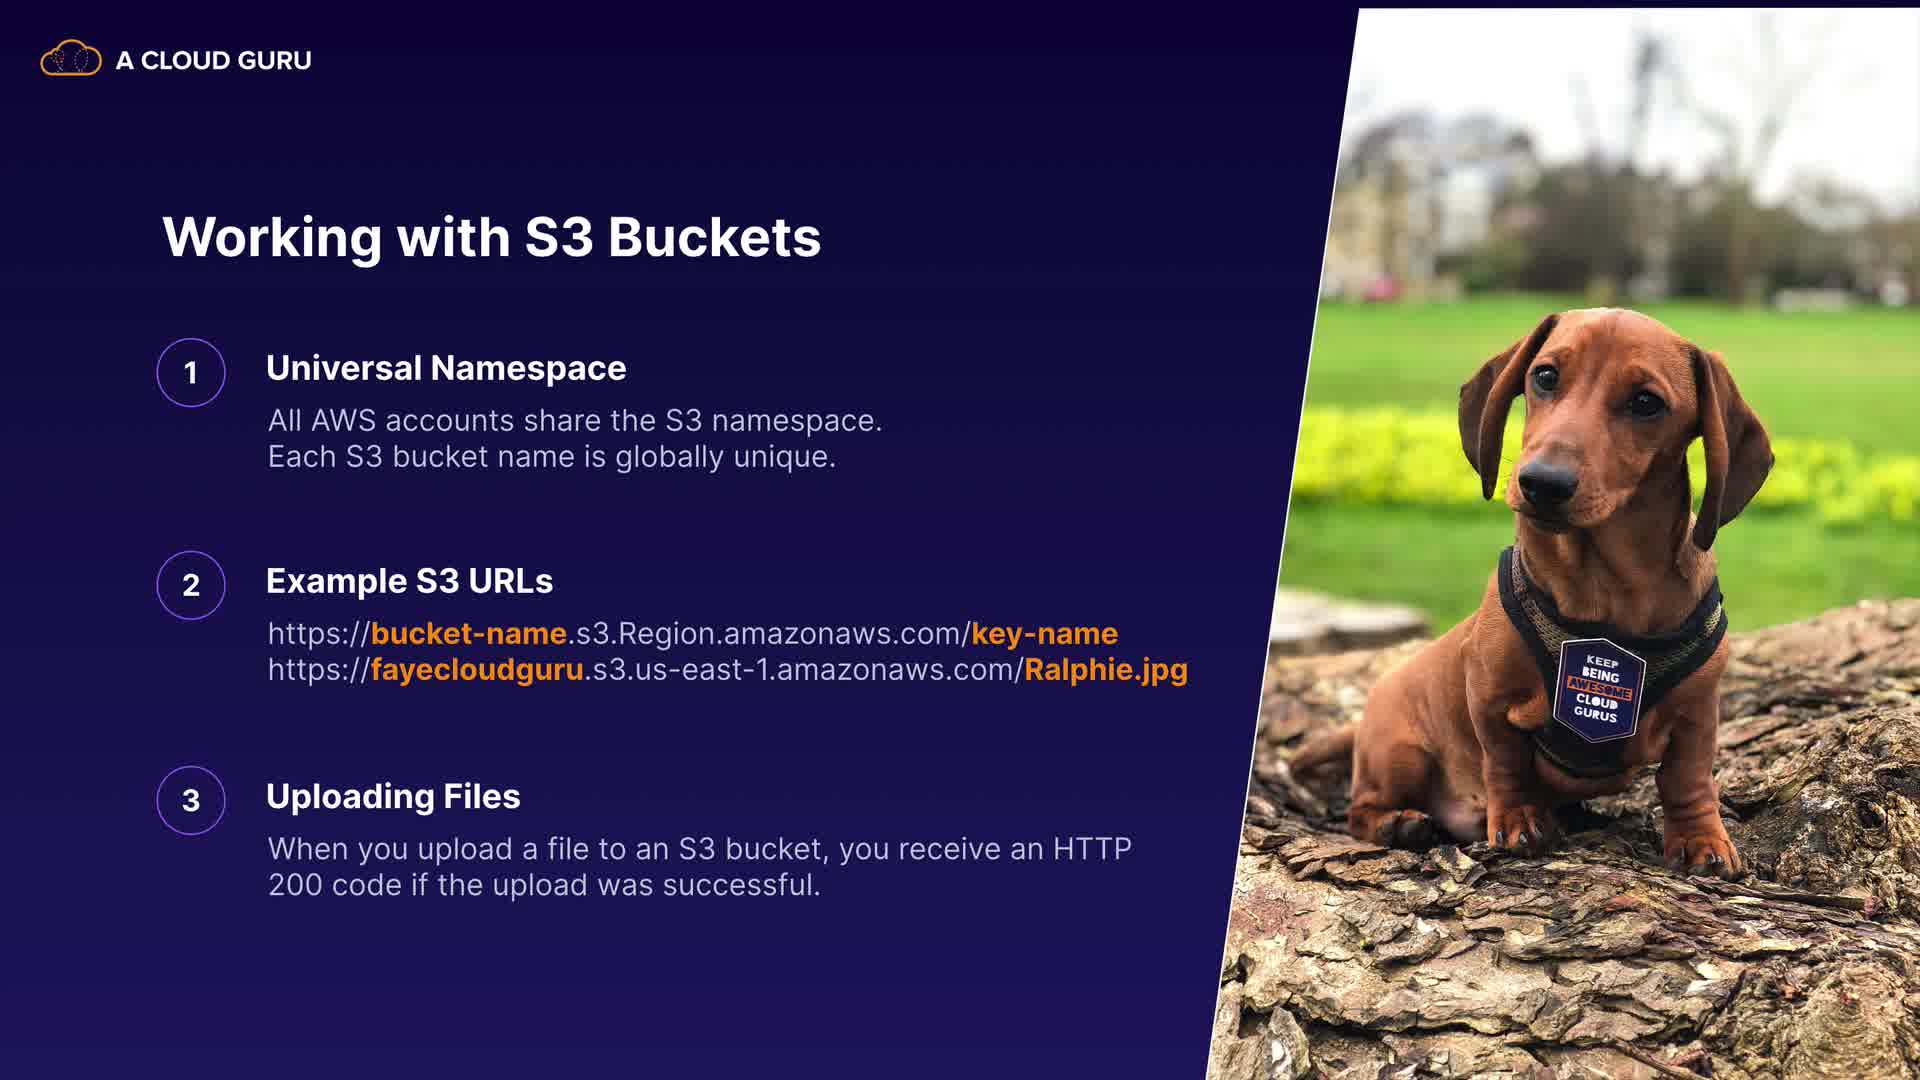 A CLOUD GURU
Working with S3 Buckets
1
Universal Namespace
All AWS accounts share the S3 namespace.
Each S3 bucket name is globally unique.
2
Example S3 URLs
https://bucket-name.s3.Region.amazonaws.com/key-name
https://fayecloudguru.s3.us-east-1.amazonaws.com/Ralphie.jpg
3
Uploading Files
When you upload a file to an S3 bucket, you receive an HTTP
200 code if the upload was successful.
KEEP
BEING
AWESOME
CLOUD
GURUS